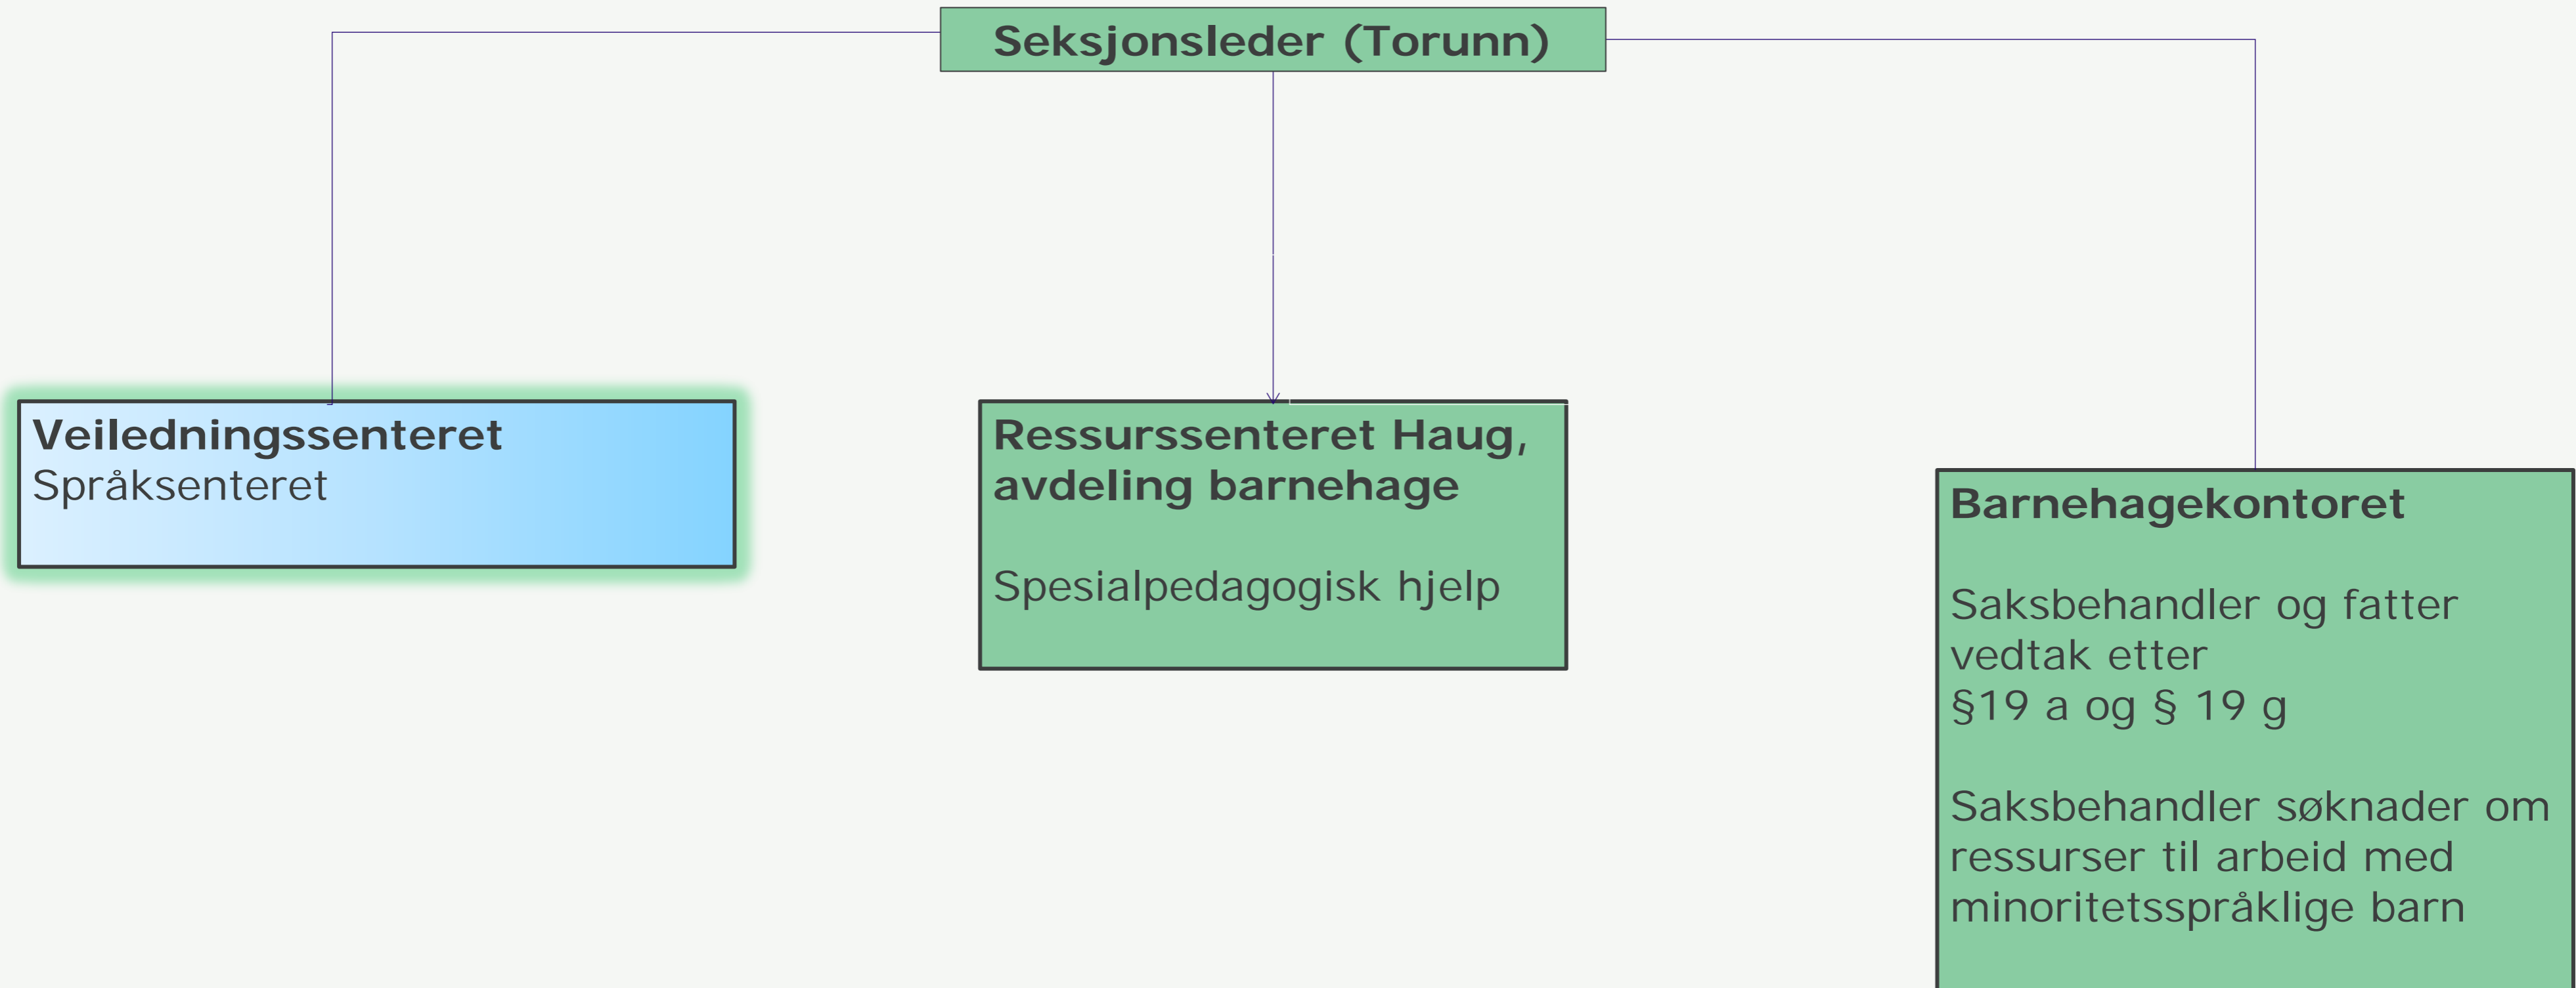 Seksjonsleder (Torunn)
Veiledningssenteret
Språksenteret
Ressurssenteret Haug,
avdeling barnehage
Spesialpedagogisk hjelp
Barnehagekontoret
Saksbehandler og fatter
vedtak etter
§19 a og § 19 g
Saksbehandler søknader om
ressurser til arbeid med
minoritetsspråklige barn